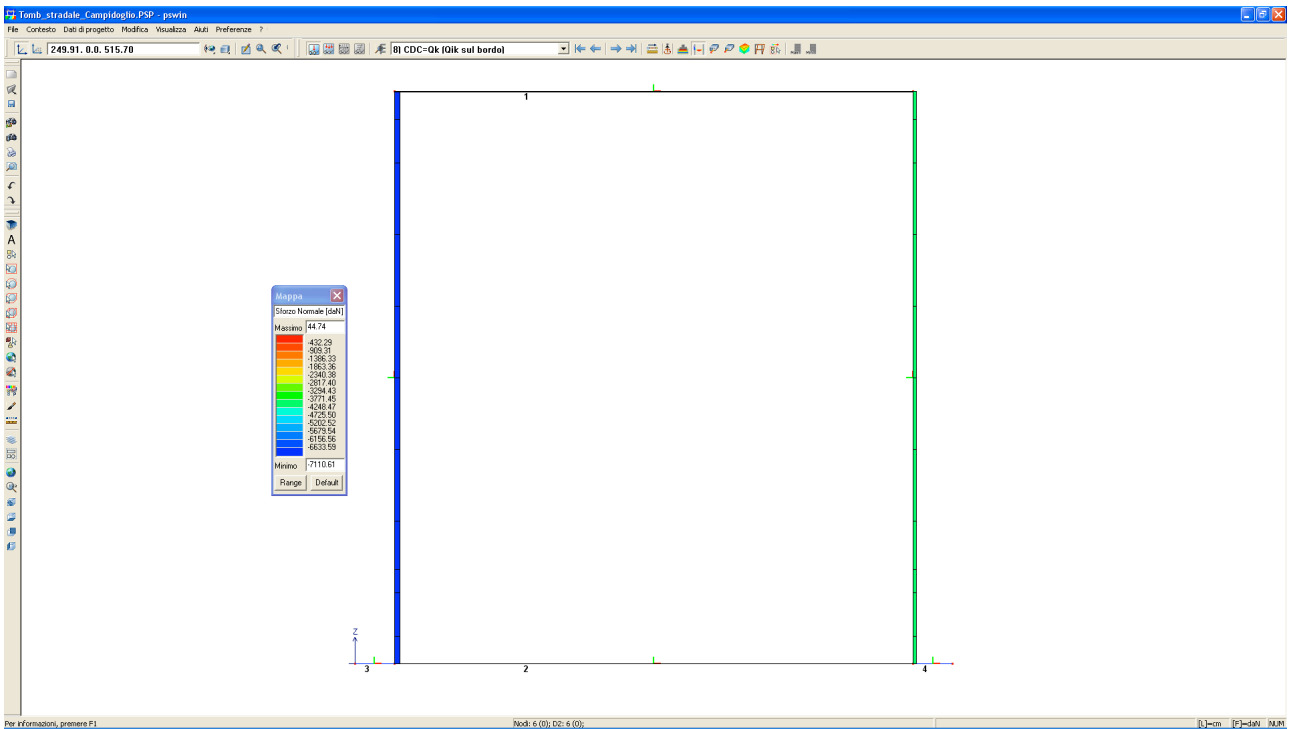 Tomb_stradale_Campidoglio.PSP - pswin
File Contesto Dati di progetto Modifica Visualizza Aiuti Preferenze ?
249.91. 0.0. 515.70
8) CDC=Qk (Qik sul bordo)
A
1
Mappa
Sforzo Normale [daN]
Massimo 44.74
-432.29
-909.31
-1386.33
-1863.36
-2340.38
-2817.40
-3294.43
-3771.45
-4248.47
-4725.50
-5202.52
-5679.54
-6156.56
-6633.59
Minimo -7110.61
Range Default
Z
3 2 4
Per informazioni, premere F1 Nodi: 6 (0); D2: 6 (0); [L]=cm [F]=daN NUM